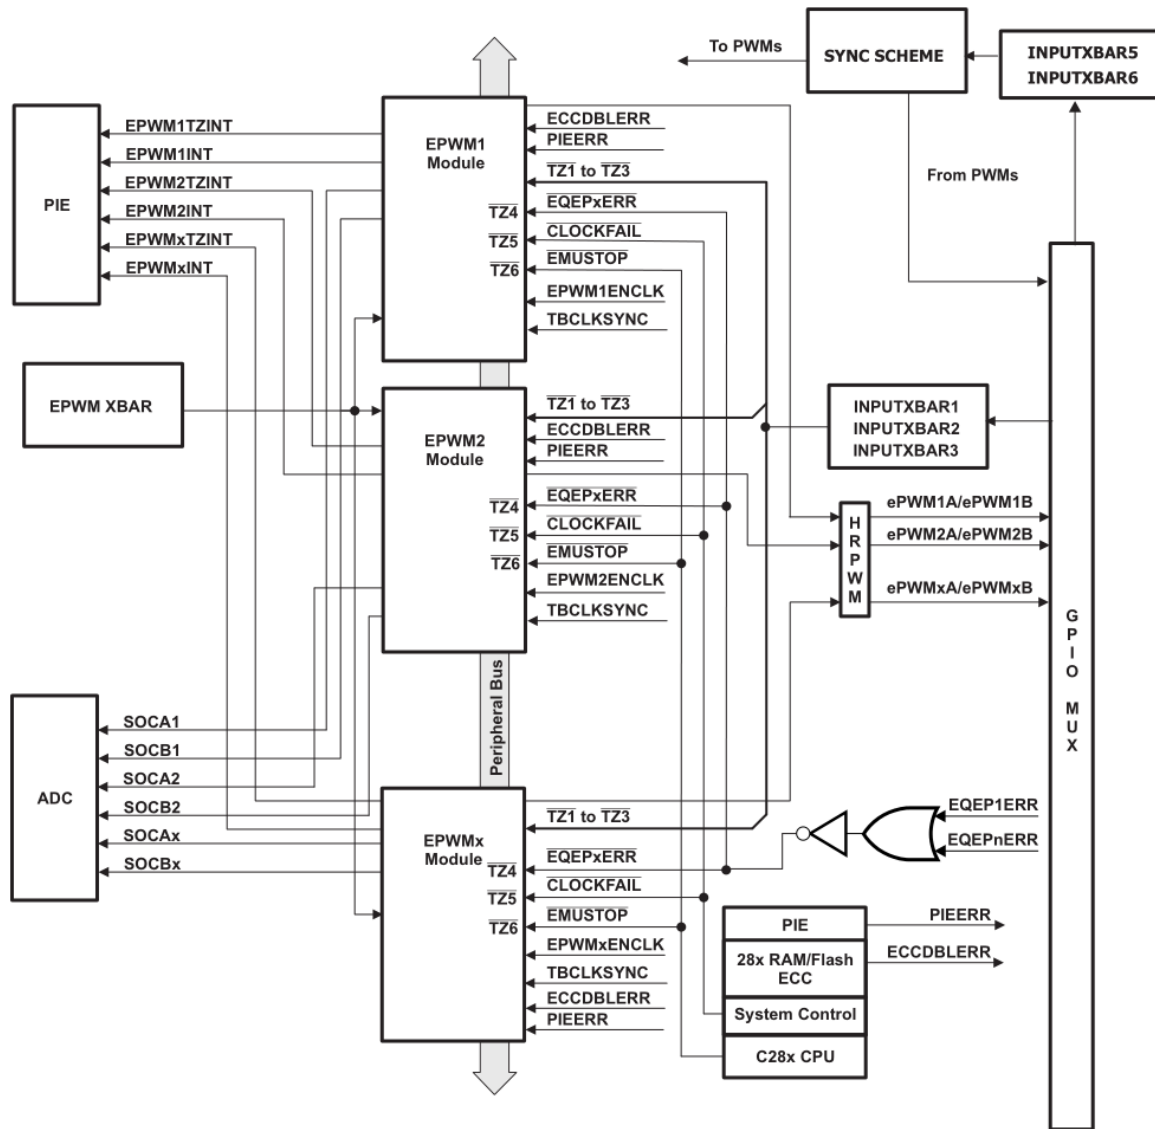 To PWMs
SYNC SCHEME
INPUTXBAR5
INPUTXBAR6
From PWMs
PIE
EPWM1TZINT
EPWM1INT
EPWM2TZINT
EPWM2INT
EPWMxTZINT
EPWMxINT
EPWM1
Module
TZ4
TZ5
TZ6
ECCDBLERR
PIEERR
TZ1 to TZ3
EQEPxERR
CLOCKFAIL
EMUSTOP
EPWM1ENCLK
TBCLKSYNC
EPWM XBAR
EPWM2
Module
TZ4
TZ5
TZ6
TZ1 to TZ3
ECCDBLERR
PIEERR
EQEPxERR
CLOCKFAIL
EMUSTOP
EPWM2ENCLK
TBCLKSYNC
INPUTXBAR1
INPUTXBAR2
INPUTXBAR3
HRPWM
ePWM1A/ePWM1B
ePWM2A/ePWM2B
ePWMxA/ePWMxB
GPIO MUX
Peripheral Bus
ADC
SOCA1
SOCB1
SOCA2
SOCB2
SOCAx
SOCBx
EPWMx
Module
TZ4
TZ5
TZ6
TZ1 to TZ3
EQEPxERR
CLOCKFAIL
EMUSTOP
EPWMxENCLK
TBCLKSYNC
ECCDBLERR
PIEERR
EQEP1ERR
EQEPnERR
PIE
PIEERR
28x RAM/Flash
ECC
ECCDBLERR
System Control
C28x CPU